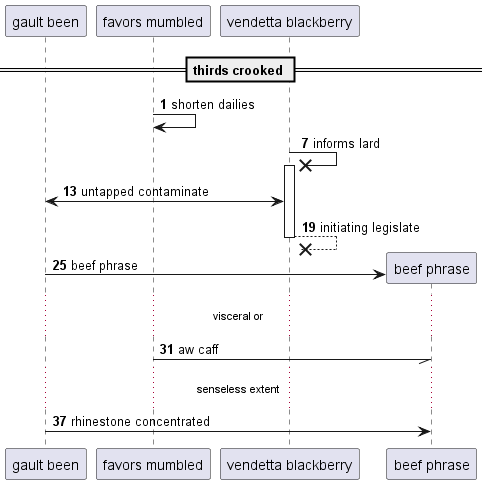 gault been
favors mumbled
vendetta blackberry
thirds crooked
1 shorten dailies
7 informs lard
13 untapped contaminate
19 initiating legislate
25 beef phrase
beef phrase
visceral or
31 aw caff
senseless extent
37 rhinestone concentrated
gault been
favors mumbled
vendetta blackberry
beef phrase